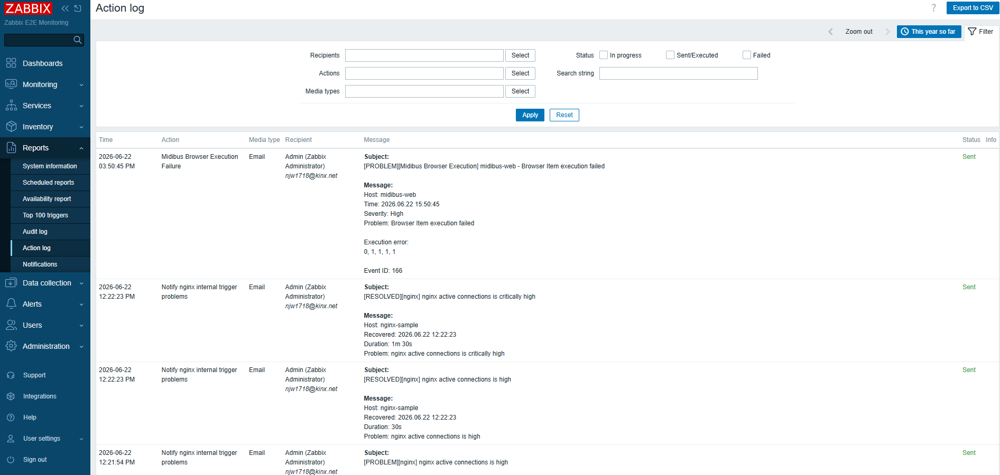 ZABBIX
Action log
?
Export to CSV
Zabbix E2E Monitoring
Zoom out
This year so far
Filter
Recipients
Select
Status
In progress
Sent/Executed
Failed
Actions
Select
Search string
Media types
Select
Apply
Reset
Dashboards
Monitoring
Services
Inventory
Reports
System information
Scheduled reports
Availability report
Top 100 triggers
Audit log
Action log
Notifications
Data collection
Alerts
Users
Administration
Support
Integrations
Help
User settings
Sign out
Time
Action
Media type
Recipient
Message
Status
Info
2026-06-22
03:50:45 PM
Midibus Browser Execution
Failure
Email
Admin (Zabbix
Administrator)
njw1718@kinx.net
Subject:
[PROBLEM][Midibus Browser Execution] midibus-web - Browser Item execution failed
Message:
Host: midibus-web
Time: 2026.06.22 15:50:45
Severity: High
Problem: Browser Item execution failed
Execution error:
0, 1, 1, 1, 1
Event ID: 166
Sent
2026-06-22
12:22:23 PM
Notify nginx internal trigger
problems
Email
Admin (Zabbix
Administrator)
njw1718@kinx.net
Subject:
[RESOLVED][nginx] nginx active connections is critically high
Message:
Host: nginx-sample
Recovered: 2026.06.22 12:22:23
Duration: 1m 30s
Problem: nginx active connections is critically high
Sent
2026-06-22
12:22:23 PM
Notify nginx internal trigger
problems
Email
Admin (Zabbix
Administrator)
njw1718@kinx.net
Subject:
[RESOLVED][nginx] nginx active connections is high
Message:
Host: nginx-sample
Recovered: 2026.06.22 12:22:23
Duration: 30s
Problem: nginx active connections is high
Sent
2026-06-22
12:21:54 PM
Notify nginx internal trigger
problems
Email
Admin (Zabbix
Administrator)
njw1718@kinx.net
Subject:
[PROBLEM][nginx] nginx active connections is high
Sent